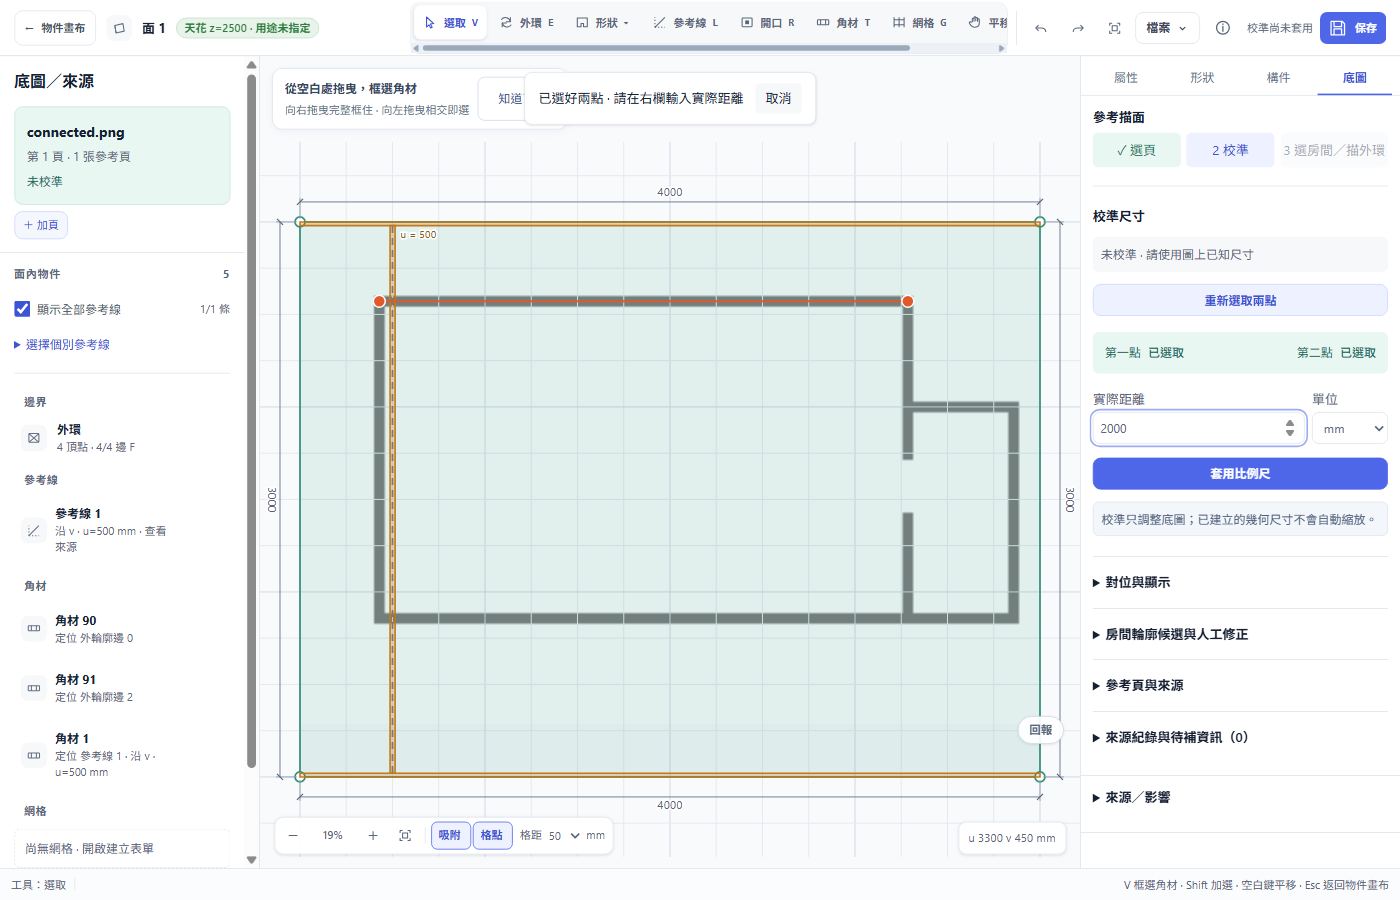 ← 物件畫布
面 1
天花 z=2500 · 用途未指定
選取 V
外環 E
形狀
參考線 L
開口 R
角材 T
網格 G
檔案
校準尚未套用
保存
底圖／來源
connected.png
第 1 頁 · 1 張參考頁
未校準
＋ 加頁
面內物件 5
顯示全部參考線 1/1 條
選擇個別參考線
邊界
外環
4 頂點 · 4/4 邊 F
參考線
參考線 1
沿 v · u=500 mm · 查看
來源
角材
角材 90
定位 外輪廓邊 0
角材 91
定位 外輪廓邊 2
角材 1
定位 參考線 1 · 沿 v ·
u=500 mm
網格
尚無網格 · 開啟建立表單
從空白處拖曳，框選角材
向右拖曳完整框住 · 向左拖曳相交即選
知道
已選好兩點 · 請在右欄輸入實際距離
取消
4000
u = 500
3000
3000
4000
回報
19%
吸附
格點
格距 50 mm
u 3300 v 450 mm
屬性
形狀
構件
底圖
參考描面
✓ 選頁
2 校準
3 選房間／描外環
校準尺寸
未校準 · 請使用圖上已知尺寸
重新選取兩點
第一點 已選取
第二點 已選取
實際距離
單位
2000
mm
套用比例尺
校準只調整底圖；已建立的幾何尺寸不會自動縮放。
對位與顯示
房間輪廓候選與人工修正
參考頁與來源
來源紀錄與待補資訊（0）
來源／影響
工具：選取
V 框選角材 · Shift 加選 · 空白鍵平移 · Esc 返回物件畫布